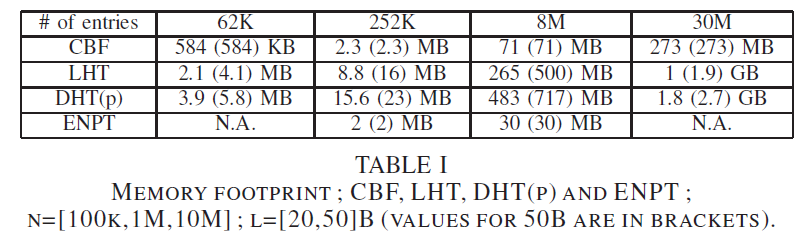 # of entries 62K 252K 8M 30M
CBF 584 (584) KB 2.3 (2.3) MB 71 (71) MB 273 (273) MB
LHT 2.1 (4.1) MB 8.8 (16) MB 265 (500) MB 1 (1.9) GB
DHT(p) 3.9 (5.8) MB 15.6 (23) MB 483 (717) MB 1.8 (2.7) GB
ENPT N.A. 2 (2) MB 30 (30) MB N.A.
TABLE I
MEMORY FOOTPRINT ; CBF, LHT, DHT(P) AND ENPT ;
N=[100K,1M,10M] ; L=[20,50]B (VALUES FOR 50B ARE IN BRACKETS).